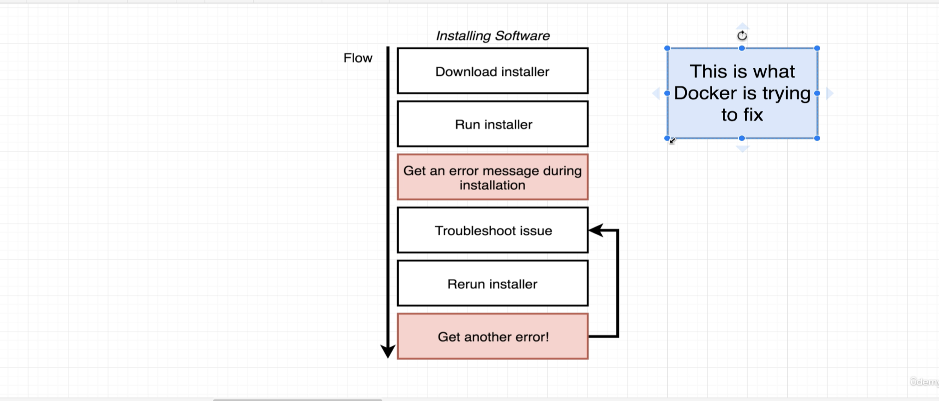 Installing Software
Flow
Download installer
Run installer
Get an error message during
installation
Troubleshoot issue
Rerun installer
Get another error!
This is what
Docker is trying
to fix